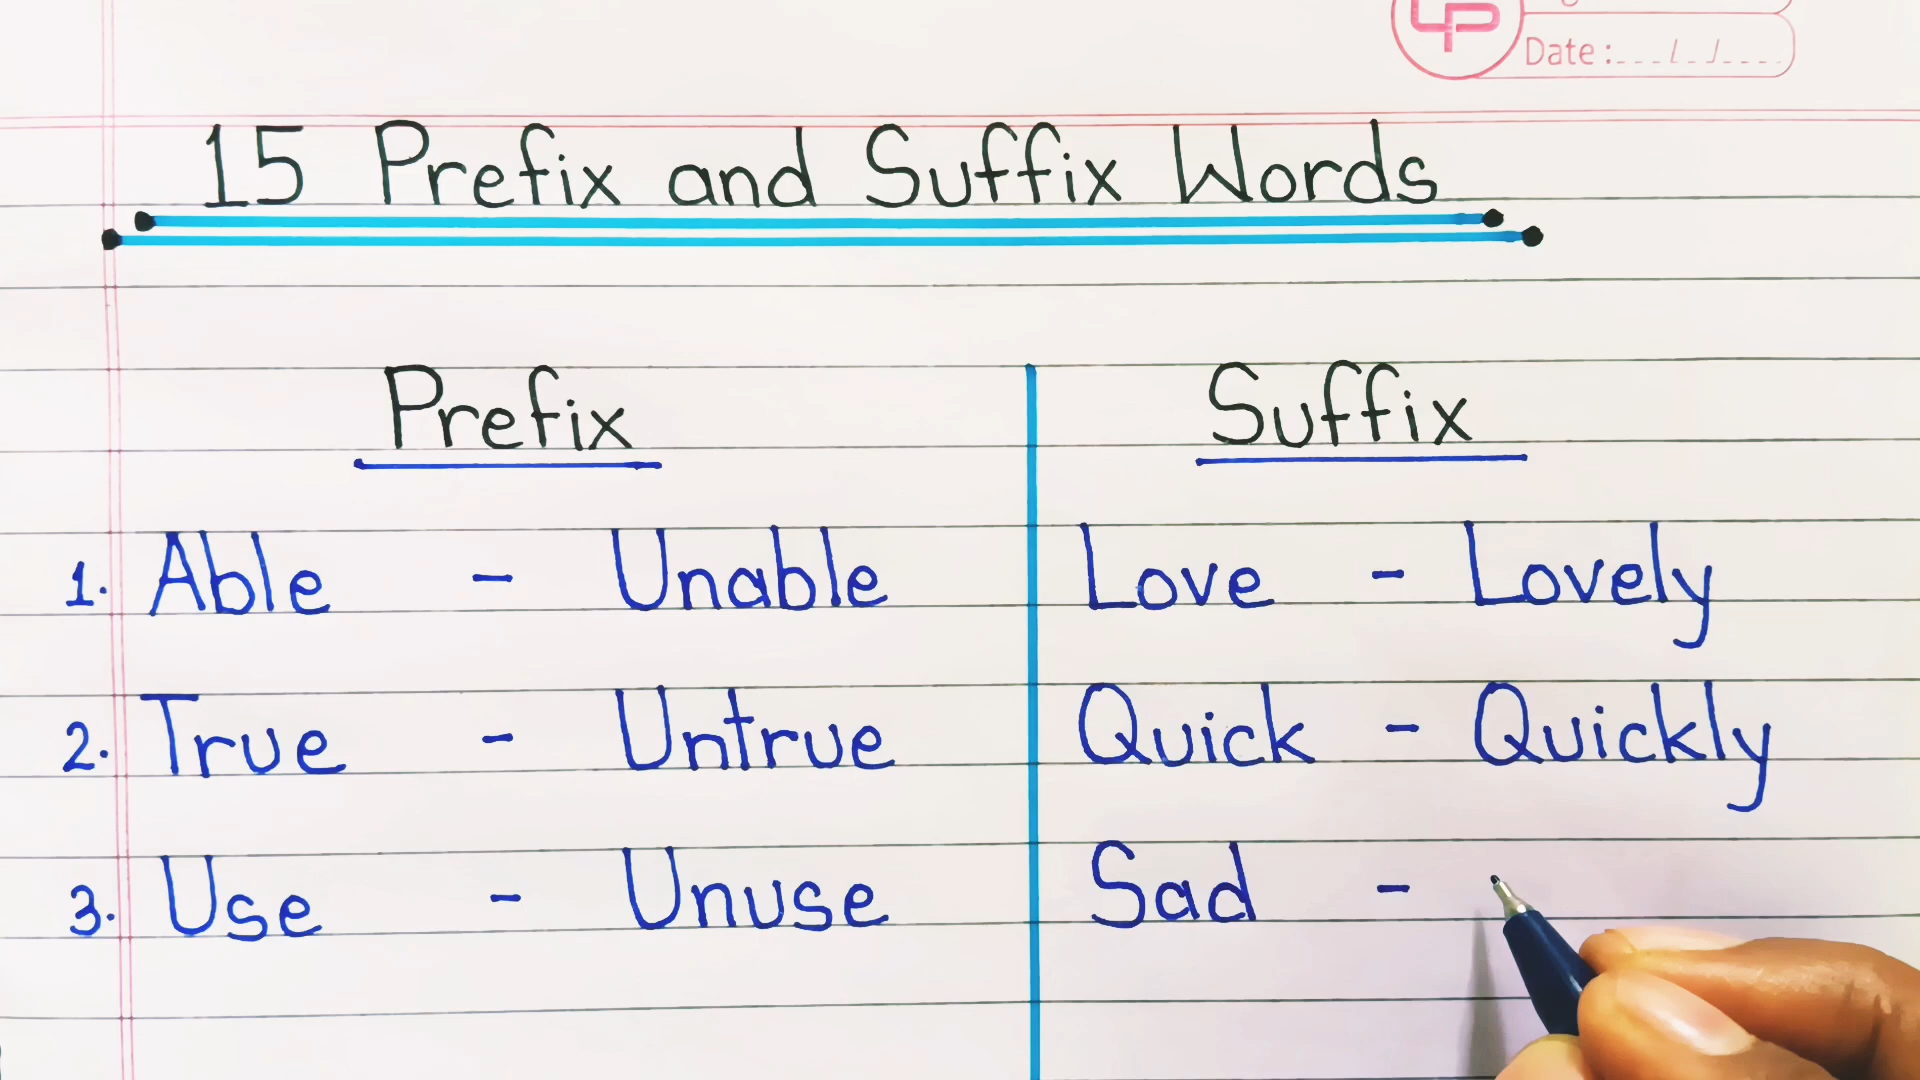 Date :
15 Prefix and Suffix Words
Prefix
Suffix
1. Able - Unable
Love - Lovely
2. True - Untrue
Quick - Quickly
3. Use - Unuse
Sad -